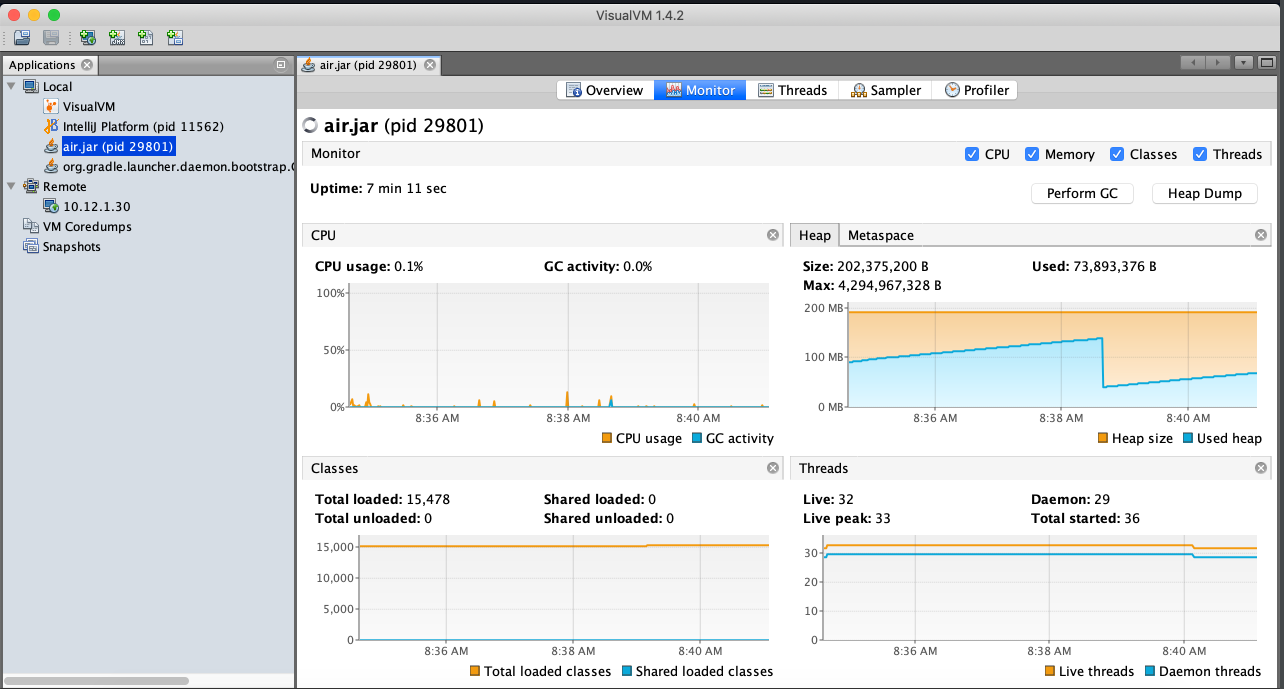 VisualVM 1.4.2
Applications
air.jar (pid 29801)
Local
VisualVM
IntelliJ Platform (pid 11562)
air.jar (pid 29801)
org.gradle.launcher.daemon.bootstrap.
Remote
10.12.1.30
VM Coredumps
Snapshots
Overview Monitor Threads Sampler Profiler
air.jar (pid 29801)
Monitor CPU Memory Classes Threads
Uptime: 7 min 11 sec
Perform GC Heap Dump
CPU
CPU usage: 0.1% GC activity: 0.0%
100%
50%
0%
8:36 AM 8:38 AM 8:40 AM
CPU usage GC activity
Heap Metaspace
Size: 202,375,200 B Used: 73,893,376 B
Max: 4,294,967,328 B
200 MB
100 MB
0 MB
8:36 AM 8:38 AM 8:40 AM
Heap size Used heap
Classes
Total loaded: 15,478 Shared loaded: 0
Total unloaded: 0 Shared unloaded: 0
15,000
10,000
5,000
0
8:36 AM 8:38 AM 8:40 AM
Total loaded classes Shared loaded classes
Threads
Live: 32 Daemon: 29
Live peak: 33 Total started: 36
30
20
10
0
8:36 AM 8:38 AM 8:40 AM
Live threads Daemon threads